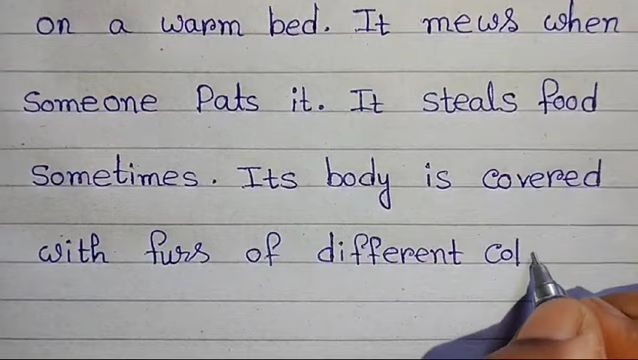 on a warm bed. It mews when
Someone Pats it. It steals food
Sometimes. Its body is covered
with furs of different col